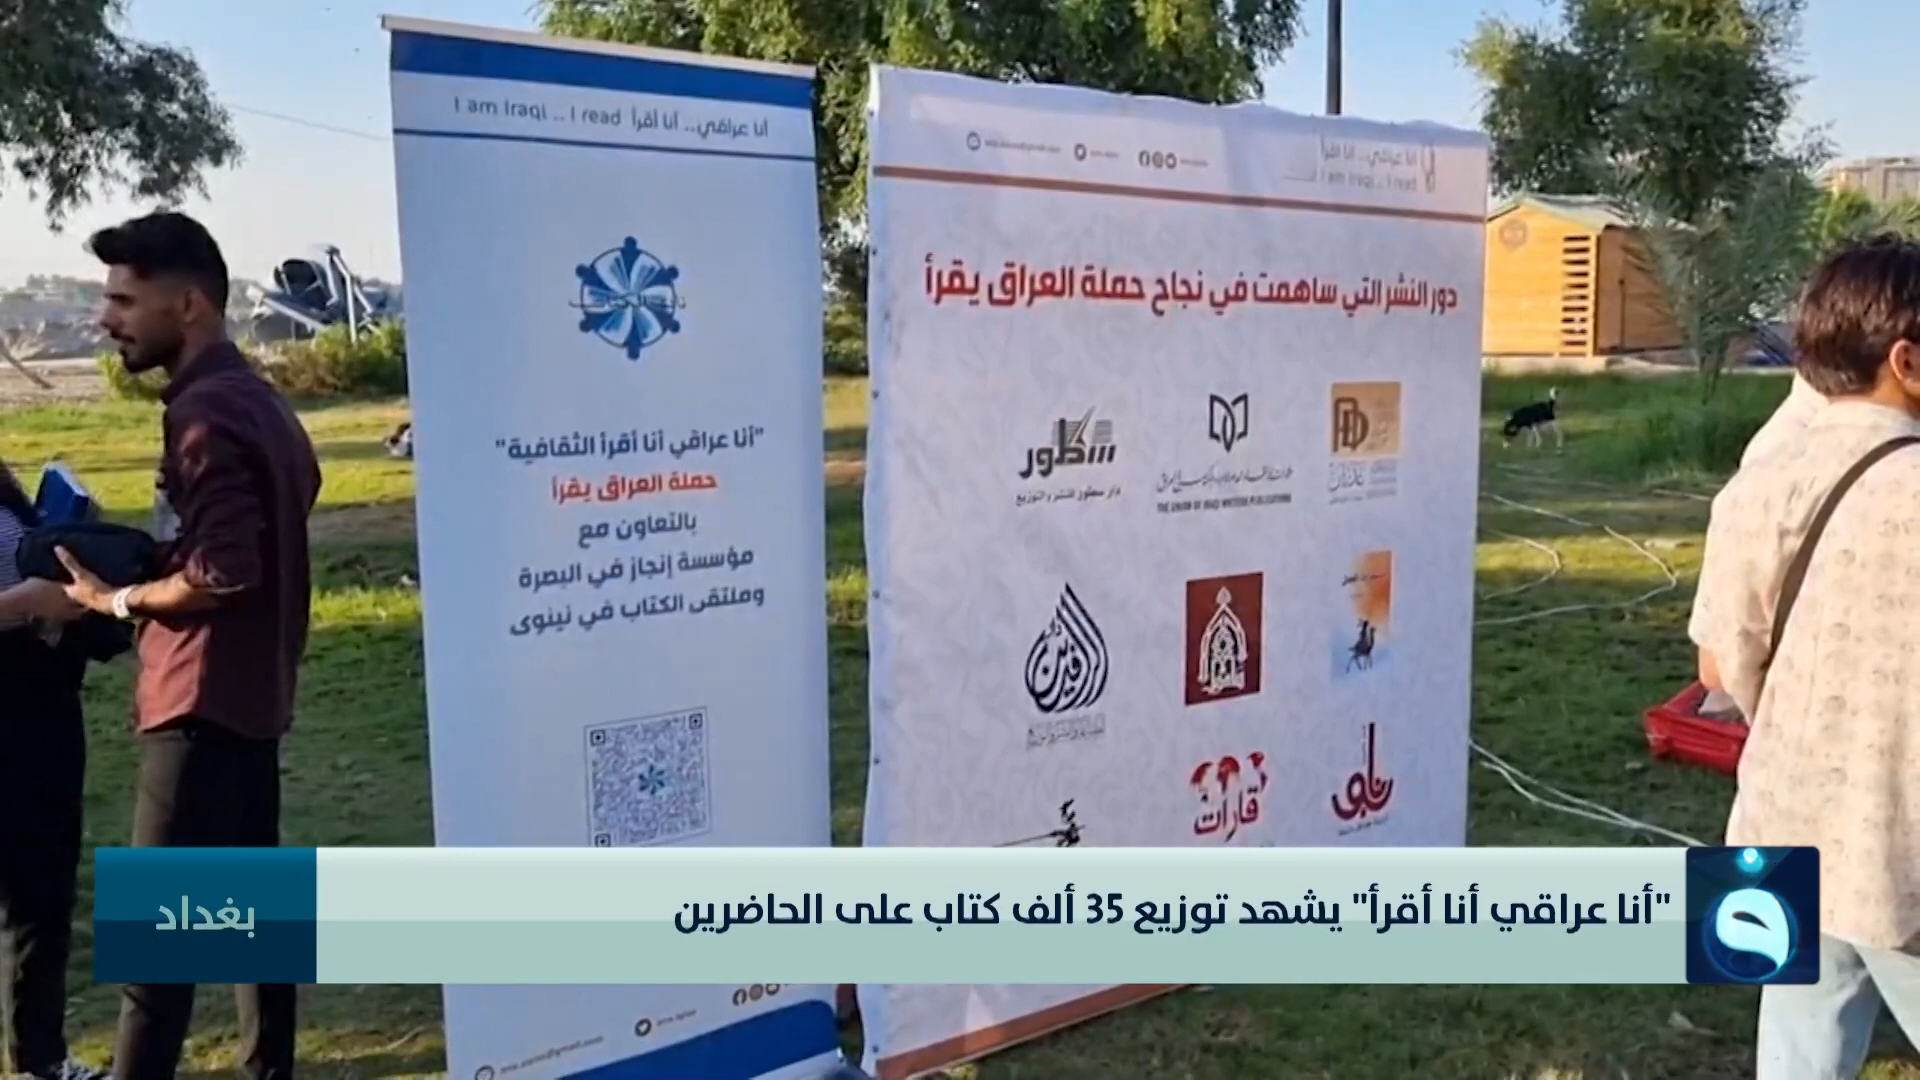 I am Iraqi .. I read أنا عراقي.. أنا أقرأ
"أنا عراقي أنا أقرأ الثقافية"
حملة العراق يقرأ
بالتعاون مع
مؤسسة إنجاز في البصرة
وملتقى الكتاب في نينوى
أنا عراقي .. أنا أقرأ
I am Iraqi .. I read
دور النشر التي ساهمت في نجاح حملة العراق يقرأ
سطور
دار سطور للنشر والتوزيع
THE UNION OF IRAQI WRITERS PUBLICATIONS
دار الرافدين
قارات
نابو
"أنا عراقي أنا أقرأ" يشهد توزيع 35 ألف كتاب على الحاضرين
بغداد